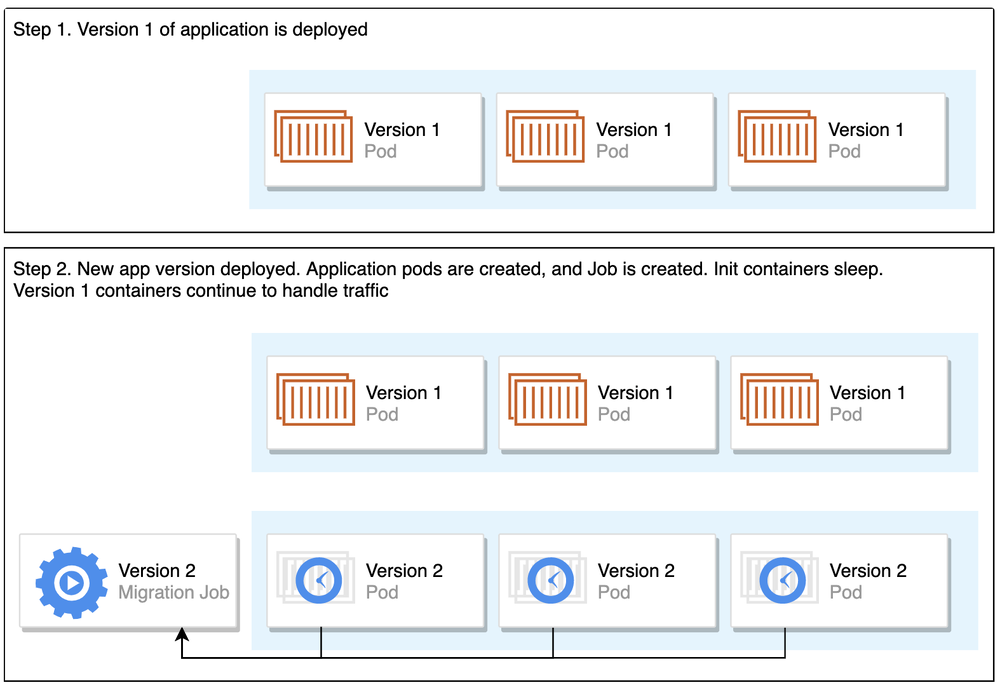 Step 1. Version 1 of application is deployed
Version 1
Pod
Version 1
Pod
Version 1
Pod
Step 2. New app version deployed. Application pods are created, and Job is created. Init containers sleep.
Version 1 containers continue to handle traffic
Version 1
Pod
Version 1
Pod
Version 1
Pod
Version 2
Migration Job
Version 2
Pod
Version 2
Pod
Version 2
Pod